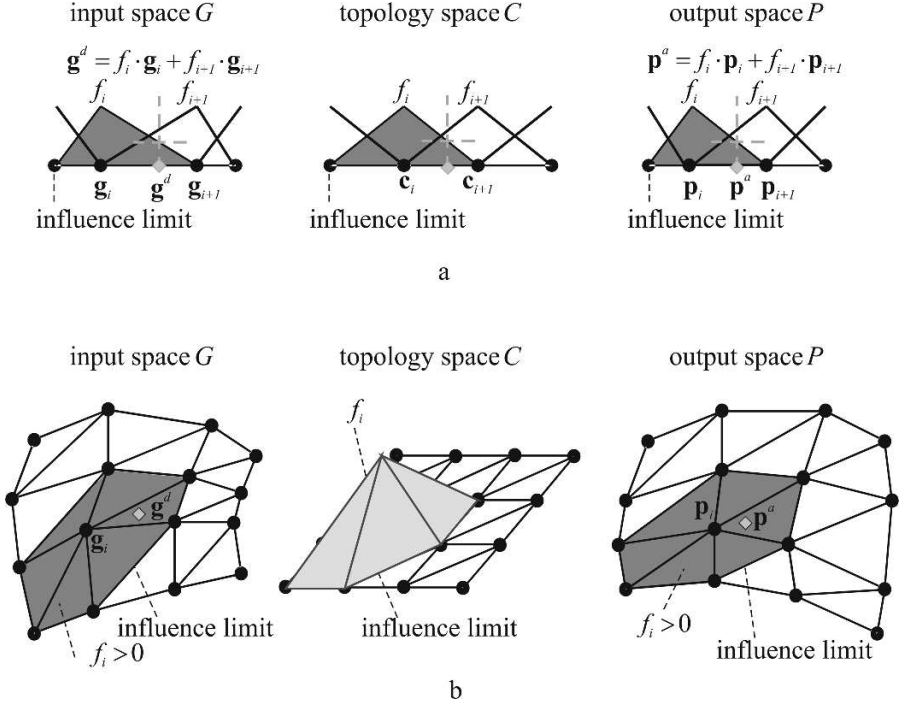 input space G topology space C output space P
g^d = f_i · g_i + f_{i+1} · g_{i+1} p^a = f_i · p_i + f_{i+1} · p_{i+1}
f_i f_{i+1} f_i f_{i+1} f_i f_{i+1}
g_i g^d g_{i+1} c_i c_{i+1} p_i p^a p_{i+1}
influence limit influence limit influence limit
a
input space G topology space C output space P
f_i
g^d p_i p^a
g_i
influence limit influence limit f_i > 0
f_i > 0 influence limit
b